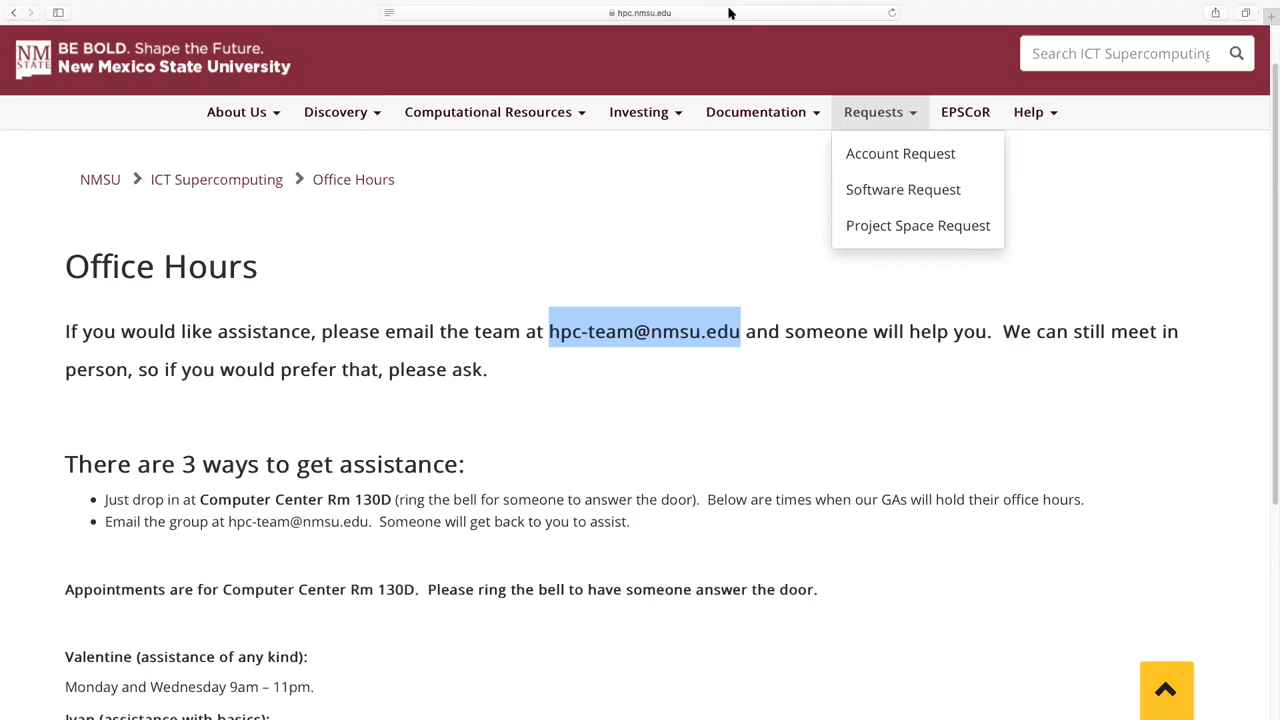 hpc.nmsu.edu
NM
STATE
BE BOLD. Shape the Future.
New Mexico State University
Search ICT Supercomputing
About Us
Discovery
Computational Resources
Investing
Documentation
Requests
EPSCoR
Help
Account Request
Software Request
Project Space Request
NMSU
ICT Supercomputing
Office Hours
Office Hours
If you would like assistance, please email the team at hpc-team@nmsu.edu and someone will help you. We can still meet in
person, so if you would prefer that, please ask.
There are 3 ways to get assistance:
Just drop in at Computer Center Rm 130D (ring the bell for someone to answer the door). Below are times when our GAs will hold their office hours.
Email the group at hpc-team@nmsu.edu. Someone will get back to you to assist.
Appointments are for Computer Center Rm 130D. Please ring the bell to have someone answer the door.
Valentine (assistance of any kind):
Monday and Wednesday 9am – 11pm.
Ivan (assistance with basics):